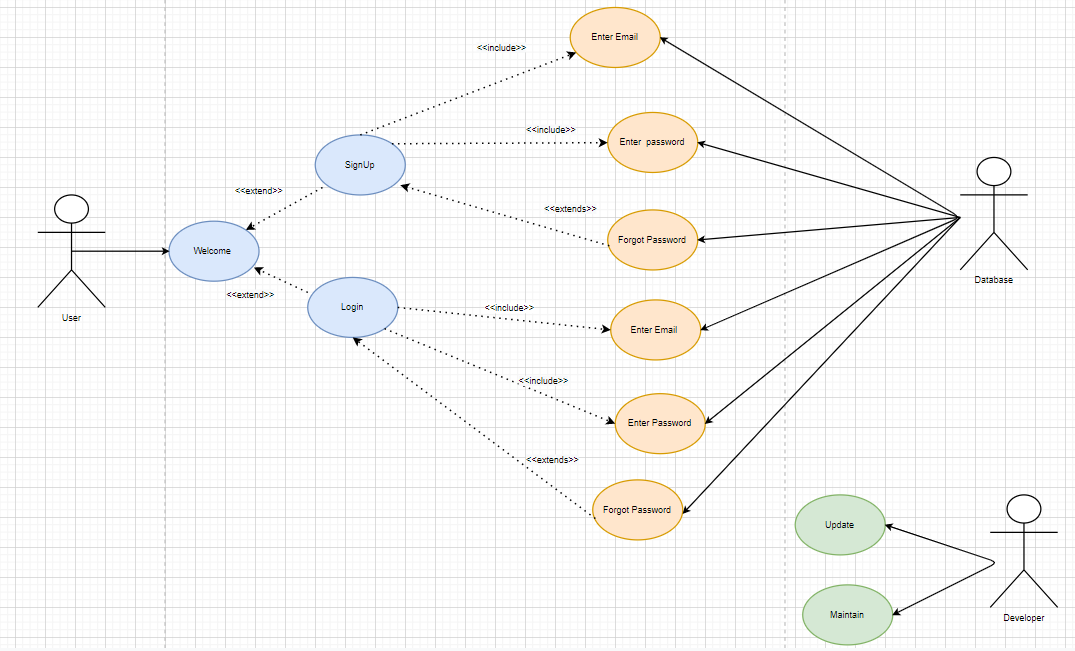 Enter Email
<<include>>
<<include>>
Enter  password
SignUp
<<extend>>
<<extends>>
Forgot Password
Welcome
Database
<<extend>>
Login
<<include>>
User
Enter Email
<<include>>
Enter Password
<<extends>>
Forgot Password
Update
Maintain
Developer